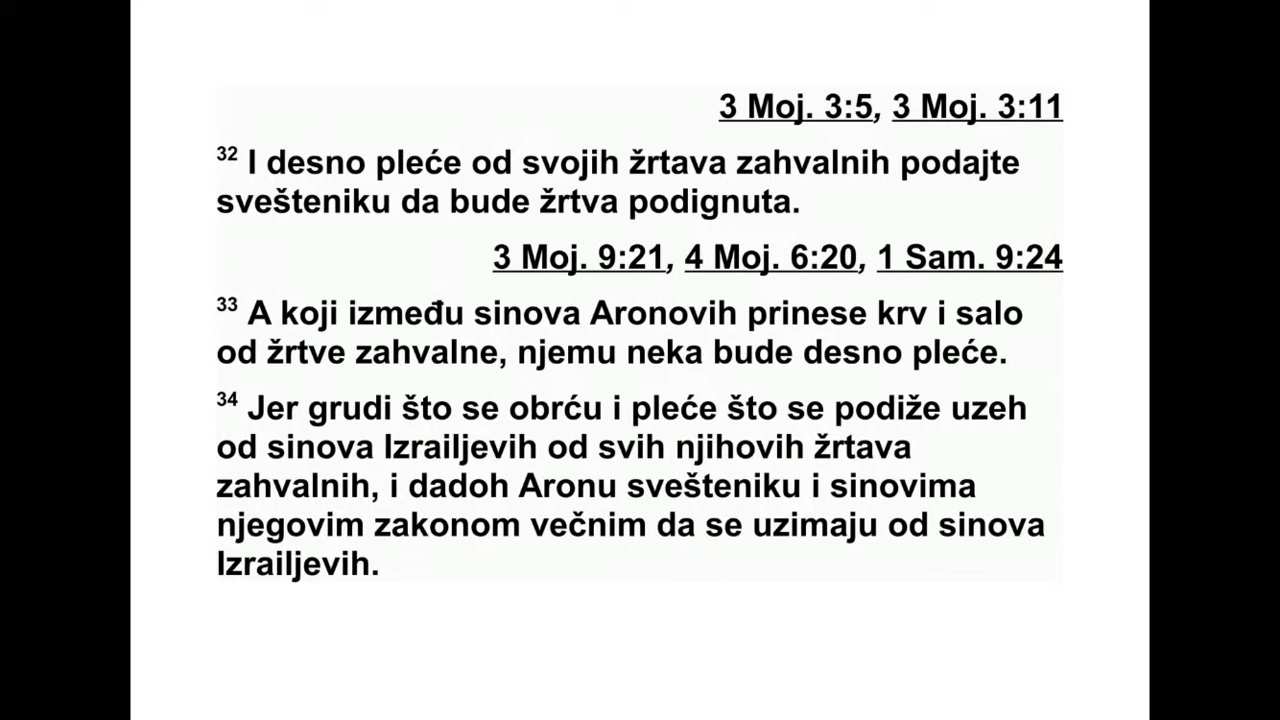 3 Moj. 3:5, 3 Moj. 3:11
32 I desno pleće od svojih žrtava zahvalnih podajte
svešteniku da bude žrtva podignuta.
3 Moj. 9:21, 4 Moj. 6:20, 1 Sam. 9:24
33 A koji između sinova Aronovih prinese krv i salo
od žrtve zahvalne, njemu neka bude desno pleće.
34 Jer grudi što se obrću i pleće što se podiže uzeh
od sinova Izrailjevih od svih njihovih žrtava
zahvalnih, i dadoh Aronu svešteniku i sinovima
njegovim zakonom večnim da se uzimaju od sinova
Izrailjevih.